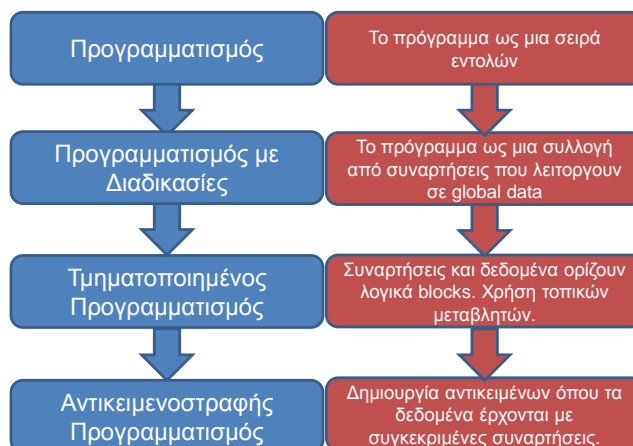 Προγραμματισμός
Το πρόγραμμα ως μια σειρά
εντολών
Προγραμματισμός με
Διαδικασίες
Το πρόγραμμα ως μια συλλογή
από συναρτήσεις που λειτοργουν
σε global data
Τμηματοποιημένος
Προγραμματισμός
Συναρτήσεις και δεδομένα ορίζουν
λογικά blocks. Χρήση τοπικών
μεταβλητών.
Αντικειμενοστραφής
Προγραμματισμός
Δημιουργία αντικειμένων όπου τα
δεδομένα έρχονται με
συγκεκριμένες συναρτήσεις.